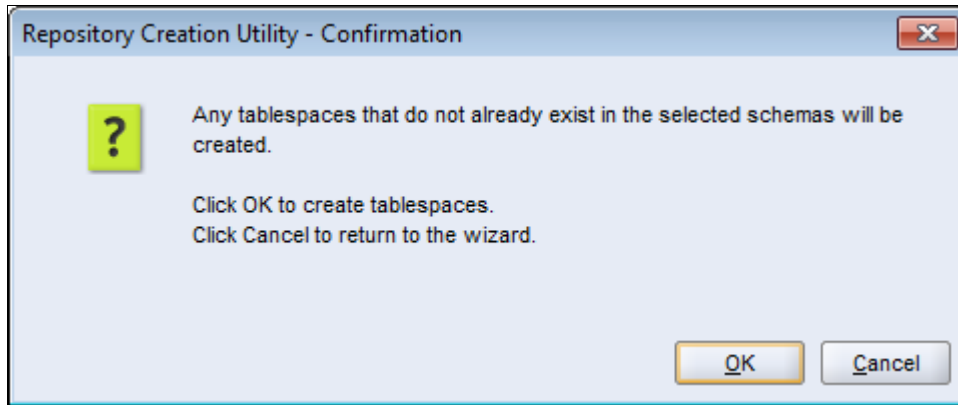 Repository Creation Utility - Confirmation
?
Any tablespaces that do not already exist in the selected schemas will be
created.
Click OK to create tablespaces.
Click Cancel to return to the wizard.
OK
Cancel